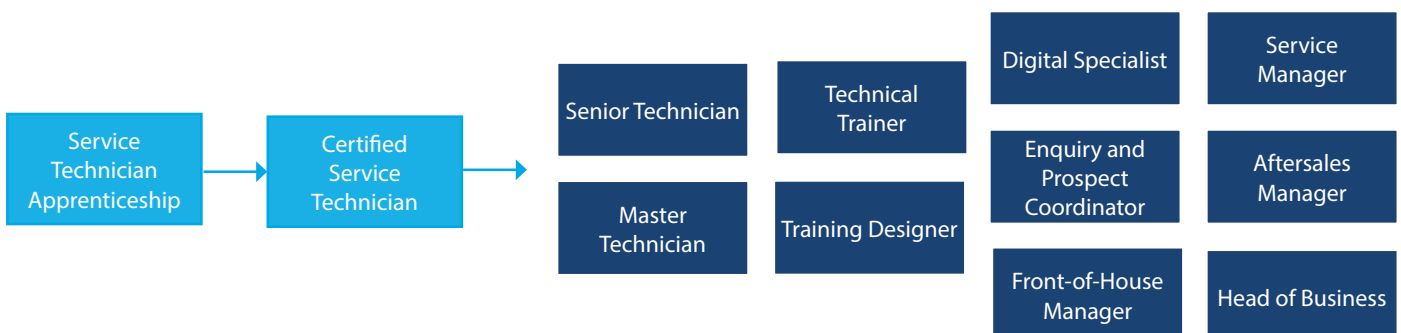 Service
Technician
Apprenticeship
Certified
Service
Technician
Senior Technician
Master
Technician
Technical
Trainer
Training Designer
Digital Specialist
Enquiry and
Prospect
Coordinator
Front-of-House
Manager
Service
Manager
Aftersales
Manager
Head of Business